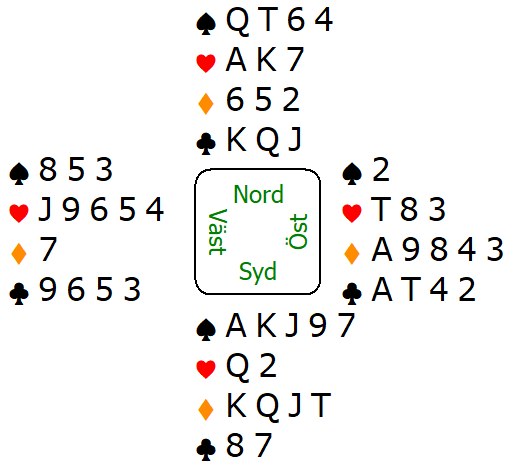 ♠ Q T 6 4
♥ A K 7
♦ 6 5 2
♣ K Q J
♠ 8 5 3
♥ J 9 6 5 4
♦ 7
♣ 9 6 5 3
Nord
Väst
Öst
Syd
♠ 2
♥ T 8 3
♦ A 9 8 4 3
♣ A T 4 2
♠ A K J 9 7
♥ Q 2
♦ K Q J T
♣ 8 7